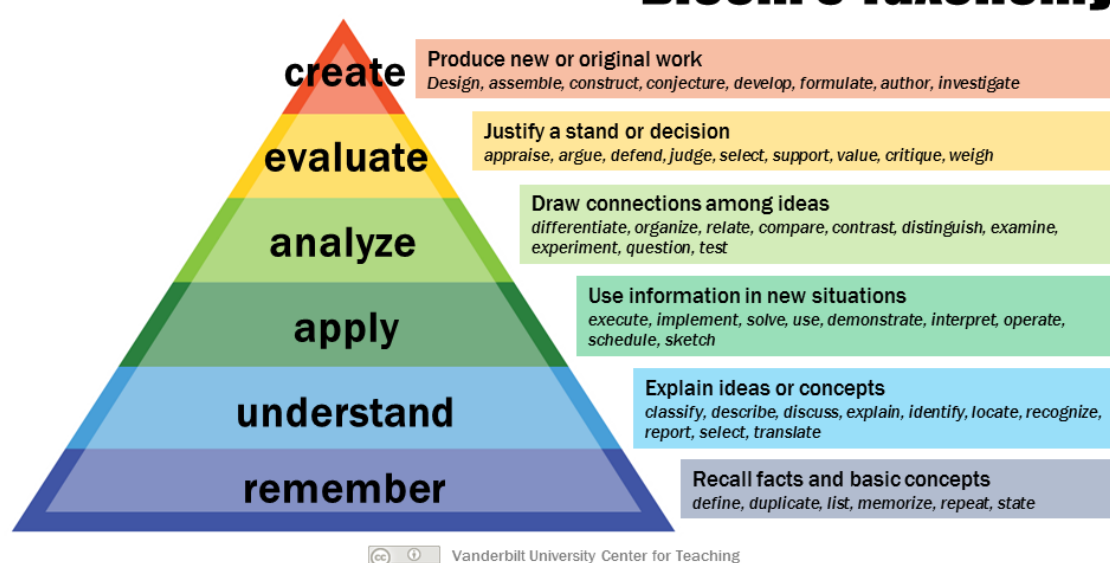 Bloom's Taxonomy
create
Produce new or original work
Design, assemble, construct, conjecture, develop, formulate, author, investigate
evaluate
Justify a stand or decision
appraise, argue, defend, judge, select, support, value, critique, weigh
analyze
Draw connections among ideas
differentiate, organize, relate, compare, contrast, distinguish, examine,
experiment, question, test
apply
Use information in new situations
execute, implement, solve, use, demonstrate, interpret, operate,
schedule, sketch
understand
Explain ideas or concepts
classify, describe, discuss, explain, identify, locate, recognize,
report, select, translate
remember
Recall facts and basic concepts
define, duplicate, list, memorize, repeat, state
cc
Vanderbilt University Center for Teaching